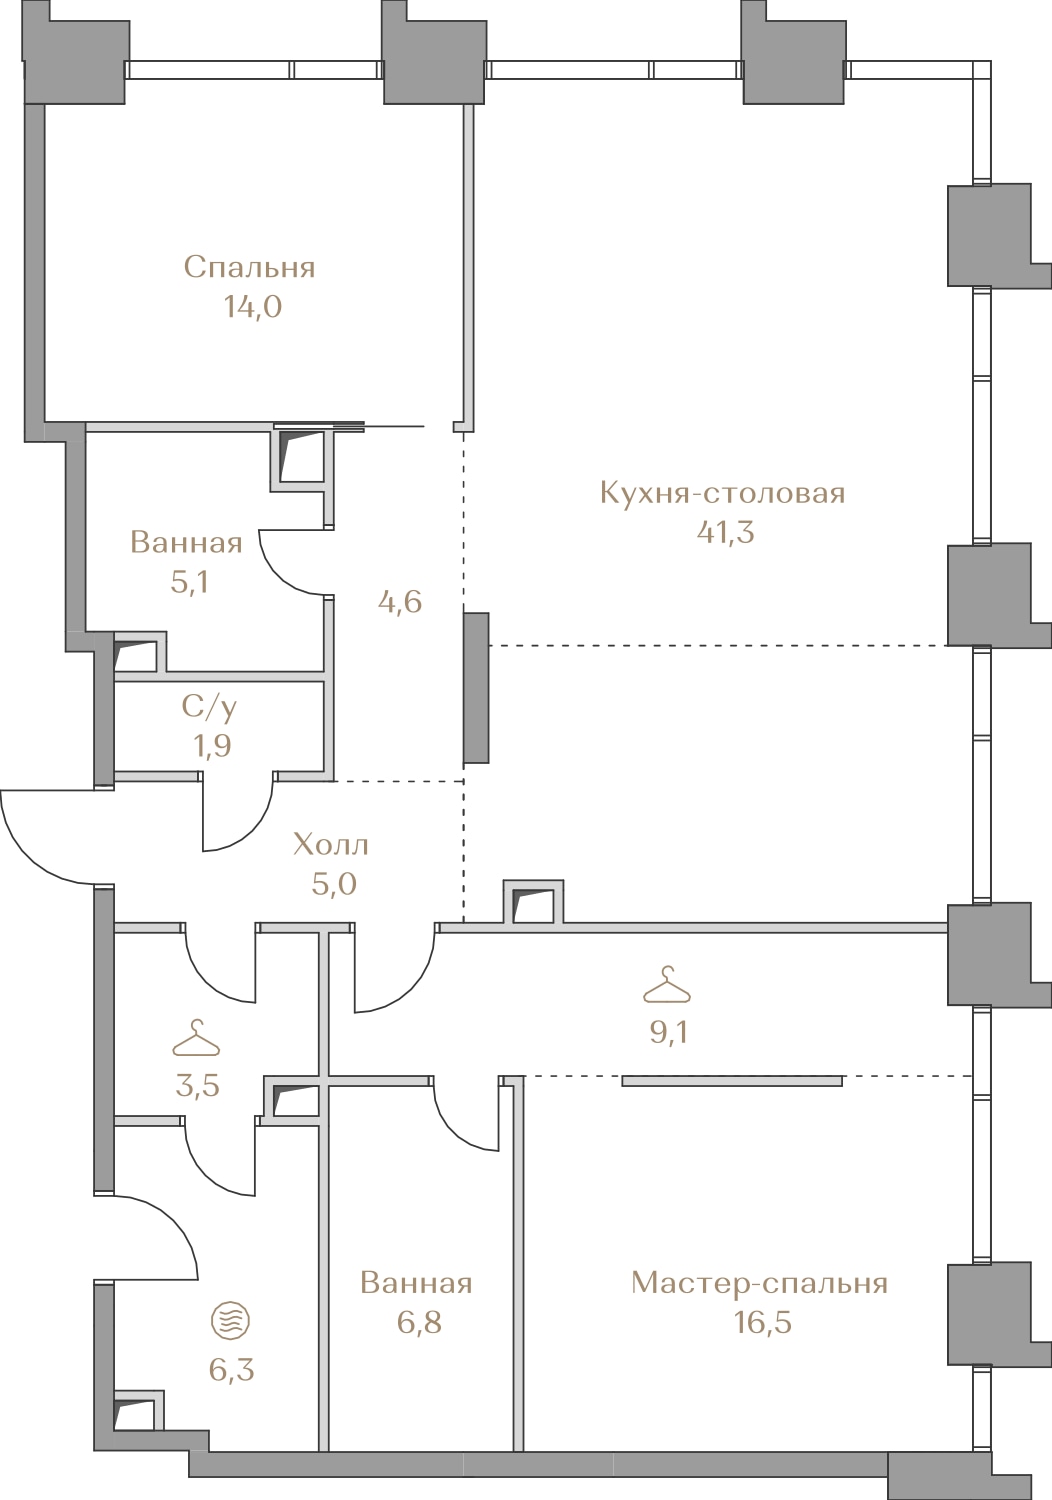 Спальня
14,0
Кухня-столовая
41,3
Ванная
5,1
4,6
С/у
1,9
Холл
5,0
9,1
3,5
Ванная
6,8
Мастер-спальня
16,5
6,3